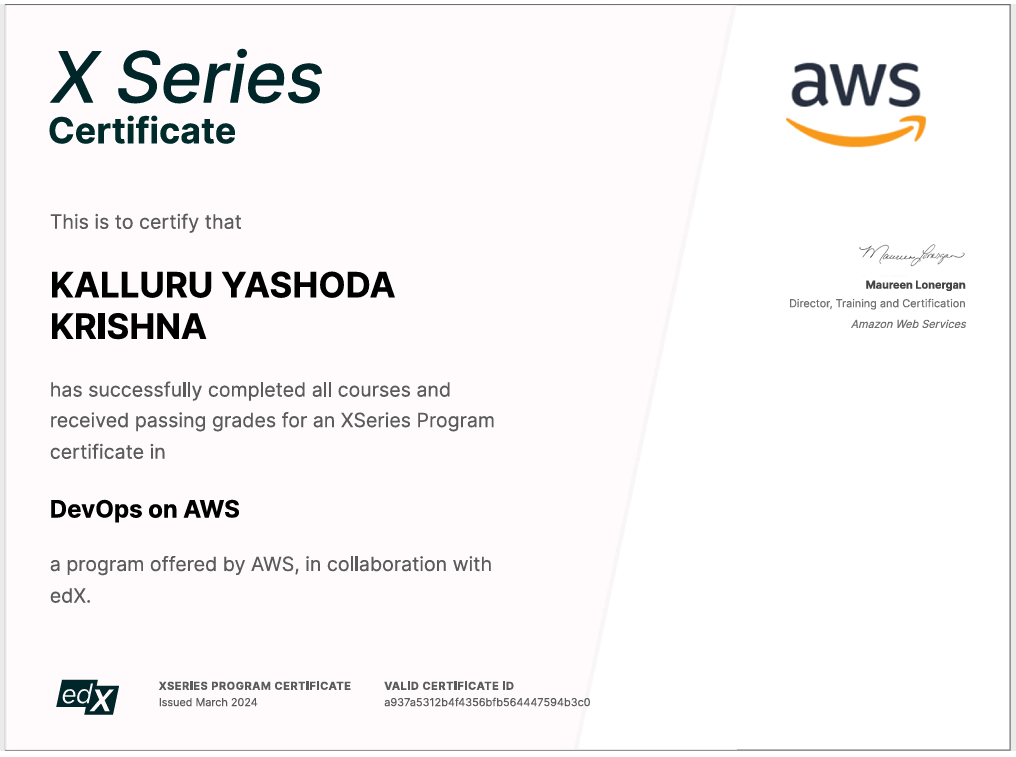 X Series
Certificate
aws
This is to certify that
KALLURU YASHODA
KRISHNA
has successfully completed all courses and
received passing grades for an XSeries Program
certificate in
DevOps on AWS
a program offered by AWS, in collaboration with
edX.
Maureen Lonergan
Maureen Lonergan
Director, Training and Certification
Amazon Web Services
edX
XSERIES PROGRAM CERTIFICATE
Issued March 2024
VALID CERTIFICATE ID
a937a5312b4f4356bfb564447594b3c0